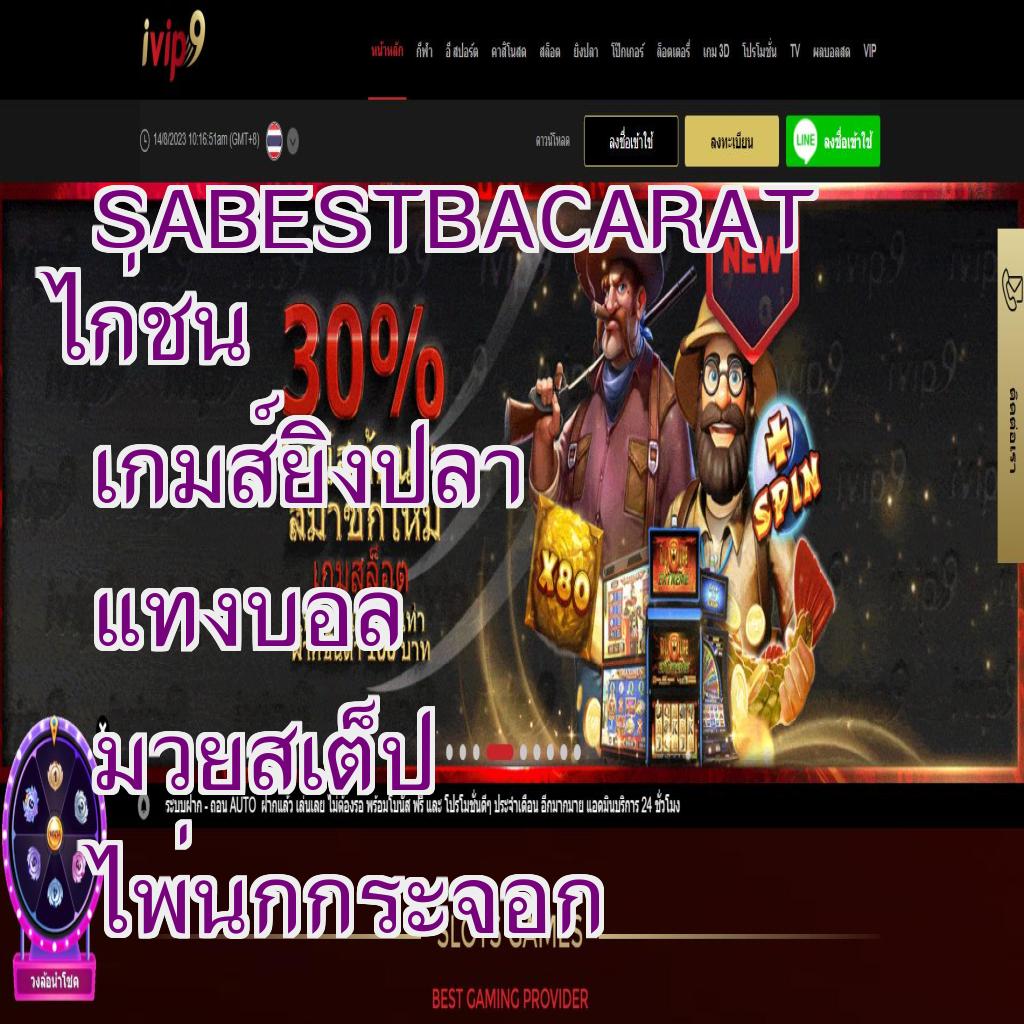 ivip9
หน้าหลัก กีฬา อี สปอร์ต คาสิโนสด สล็อต ยิงปลา โป๊กเกอร์ ล็อตเตอรี่ เกม 3D โปรโมชั่น TV ผลบอลสด VIP
14/8/2023 10:16:51am (GMT+8) ดาวน์โหลด ลงชื่อเข้าใช้ ลงทะเบียน LINE ลงชื่อเข้าใช้
SABESTBACARAT
NEW
ไก่ชน
30%
ติดต่อเรา
เกมส์ยิงปลา
+ SPIN
สมาชิกใหม่
เกมสล็อต
X80
EXTREME
แทงบอล
มวยสเต็ป
ระบบฝาก - ถอน AUTO ฝากแล้ว เล่นเลย ไม่ต้องรอ พร้อมโบนัส ฟรี และ โปรโมชั่นดีๆ ประจำเดือน อีกมากมาย แอดมินบริการ 24 ชั่วโมง
ไพ่นกกระจอก
SLOTS GAMES
วงล้อนำโชค
BEST GAMING PROVIDER